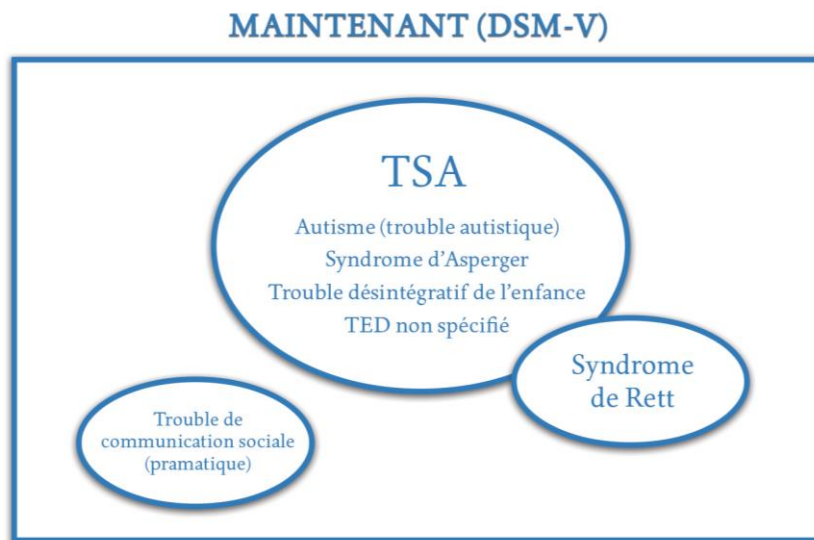 MAINTENANT (DSM-V)
TSA
Autisme (trouble autistique)
Syndrome d’Asperger
Trouble désintégratif de l’enfance
TED non spécifié
Syndrome
de Rett
Trouble de
communication sociale
(pramatique)